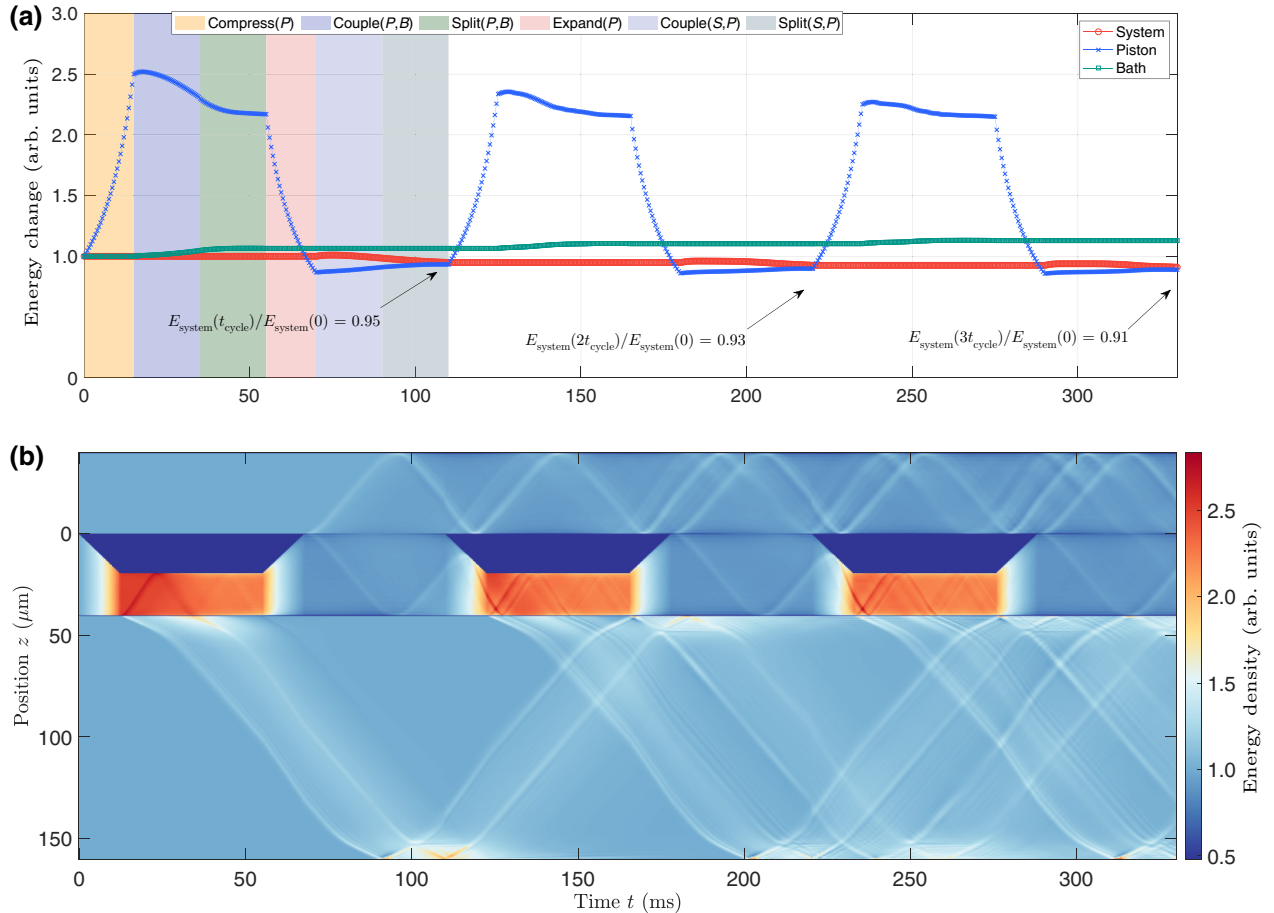 (a)
Compress(P) Couple(P,B) Split(P,B) Expand(P) Couple(S,P) Split(S,P)
System
Piston
Bath
Energy change (arb. units)
3.0
2.5
2.0
1.5
1.0
0.5
0
E_system(t_cycle)/E_system(0) = 0.95
E_system(2t_cycle)/E_system(0) = 0.93
E_system(3t_cycle)/E_system(0) = 0.91
0 50 100 150 200 250 300
(b)
Position z (μm)
0
50
100
150
0 50 100 150 200 250 300
Time t (ms)
2.5
2.0
1.5
1.0
0.5
Energy density (arb. units)